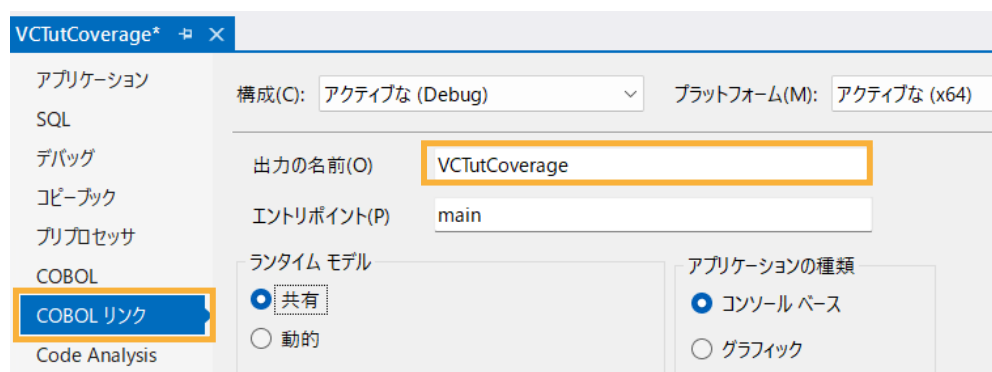 VCTutCoverage*
アプリケーション
SQL
デバッグ
コピーブック
プリプロセッサ
COBOL
COBOL リンク
Code Analysis
構成(C): アクティブな (Debug) プラットフォーム(M): アクティブな (x64)
出力の名前(O) VCTutCoverage
エントリポイント(P) main
ランタイム モデル
共有
動的
アプリケーションの種類
コンソール ベース
グラフィック